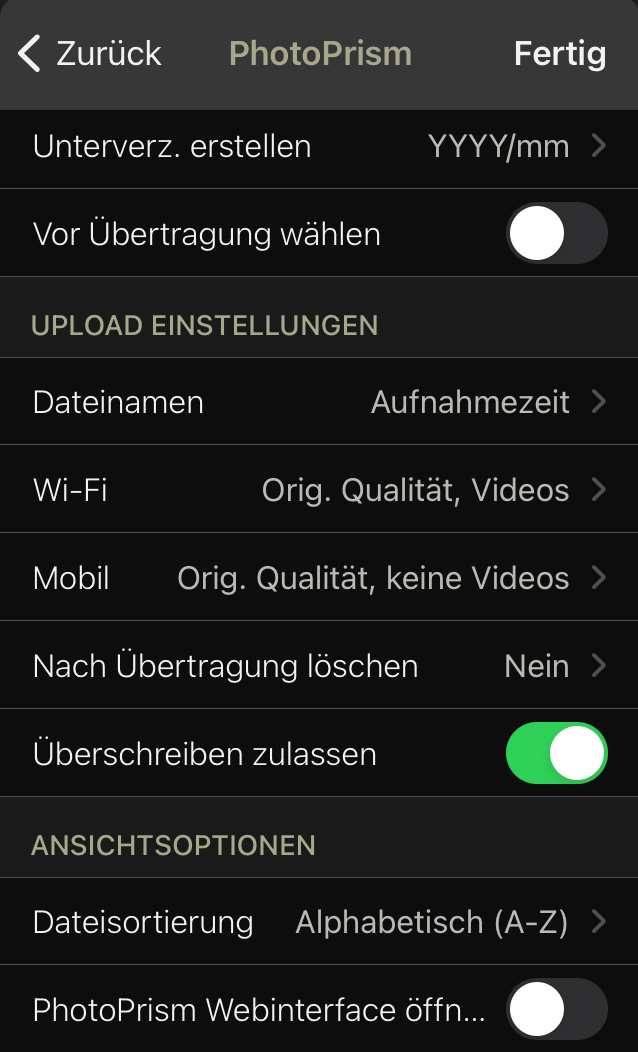 Zurück PhotoPrism Fertig
Unterverz. erstellen YYYY/mm
Vor Übertragung wählen
UPLOAD EINSTELLUNGEN
Dateinamen Aufnahmezeit
Wi-Fi Orig. Qualität, Videos
Mobil Orig. Qualität, keine Videos
Nach Übertragung löschen Nein
Überschreiben zulassen
ANSICHTSOPTIONEN
Dateisortierung Alphabetisch (A-Z)
PhotoPrism Webinterface öffn...